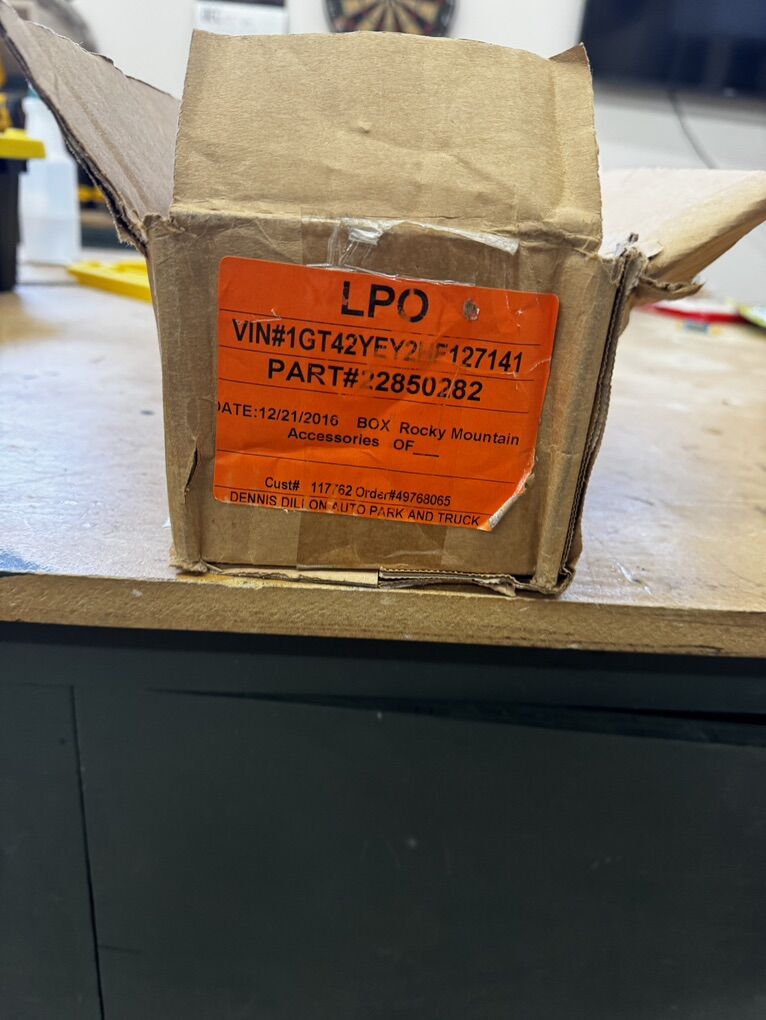 LPO
VIN#1GT42YEY2HF127141
PART#22850282
DATE:12/21/2016 BOX Rocky Mountain
Accessories OF___
Cust# 117762 Order#49768065
DENNIS DILLON AUTO PARK AND TRUCK